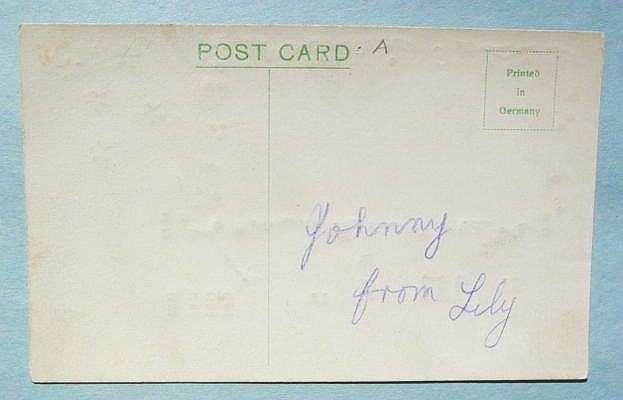 POST CARD
A
Printed
in
Germany
Johnny
from Lily